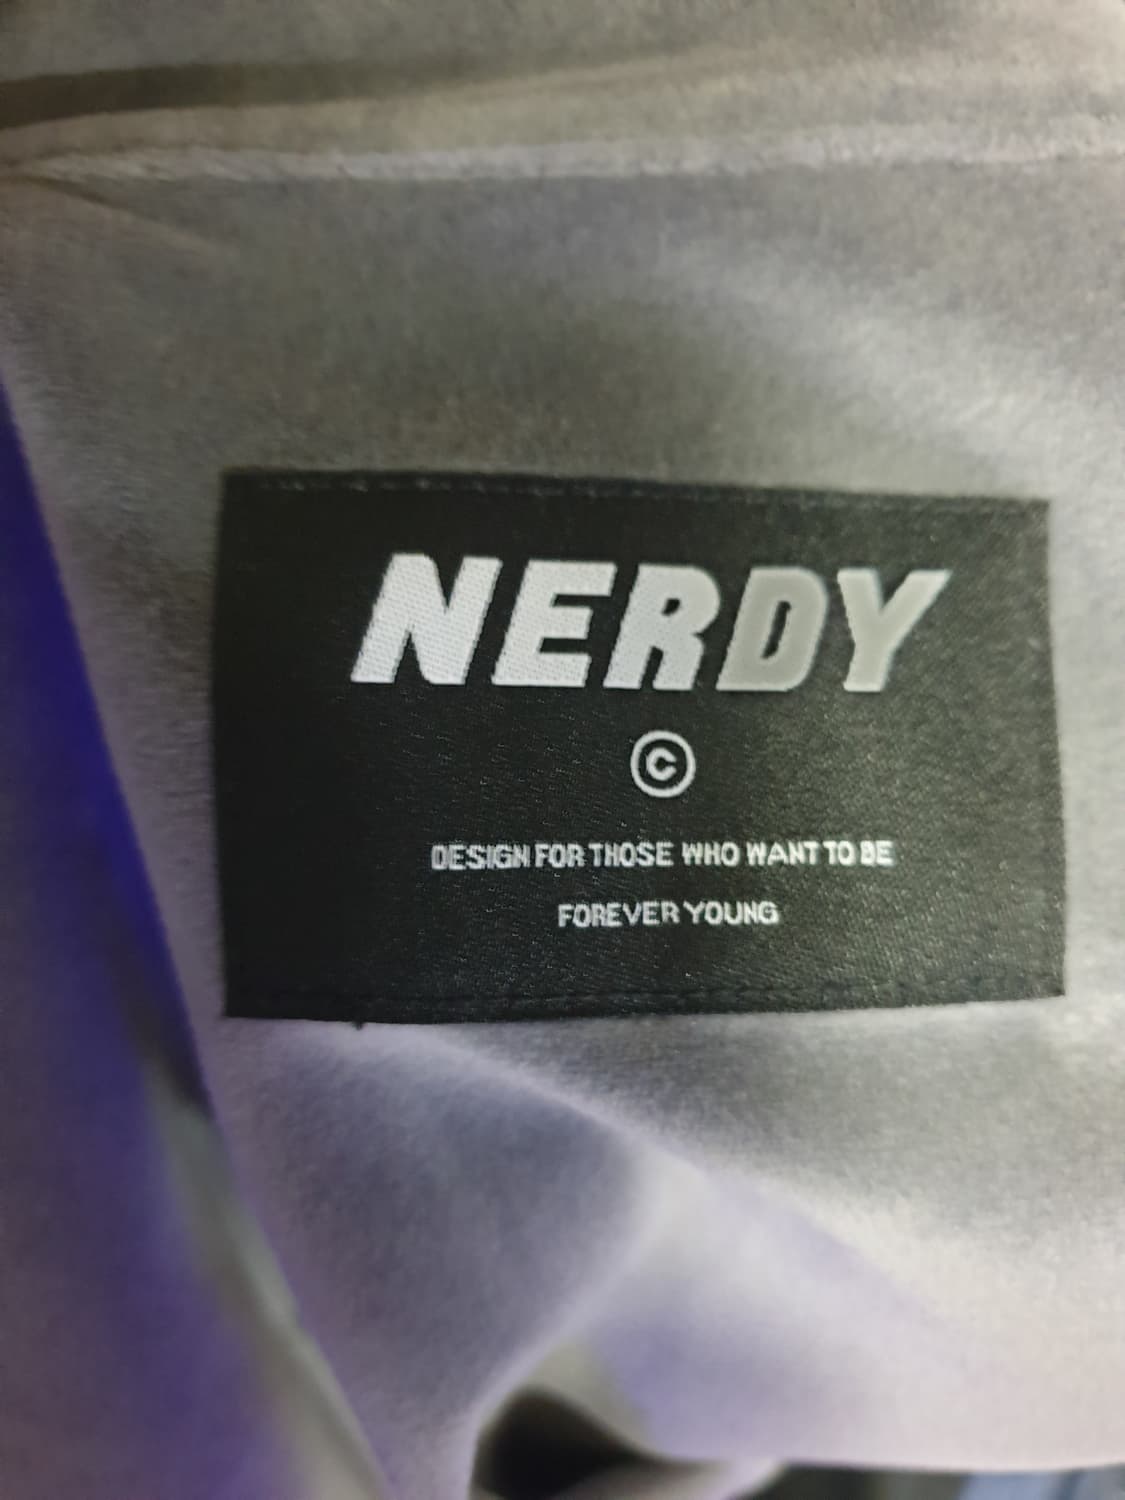 NERDY
©
DESIGN FOR THOSE WHO WANT TO BE
FOREVER YOUNG